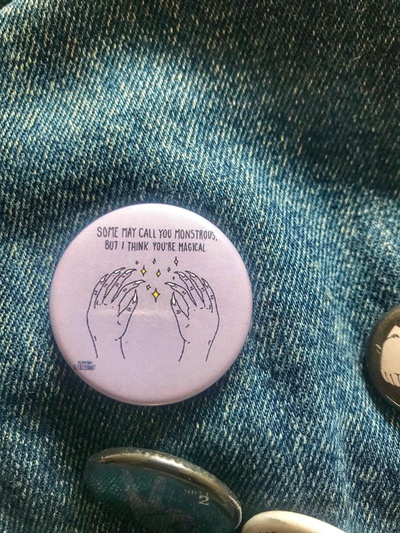 SOME MAY CALL YOU MONSTROUS,
BUT I THINK YOU'RE MAGICAL